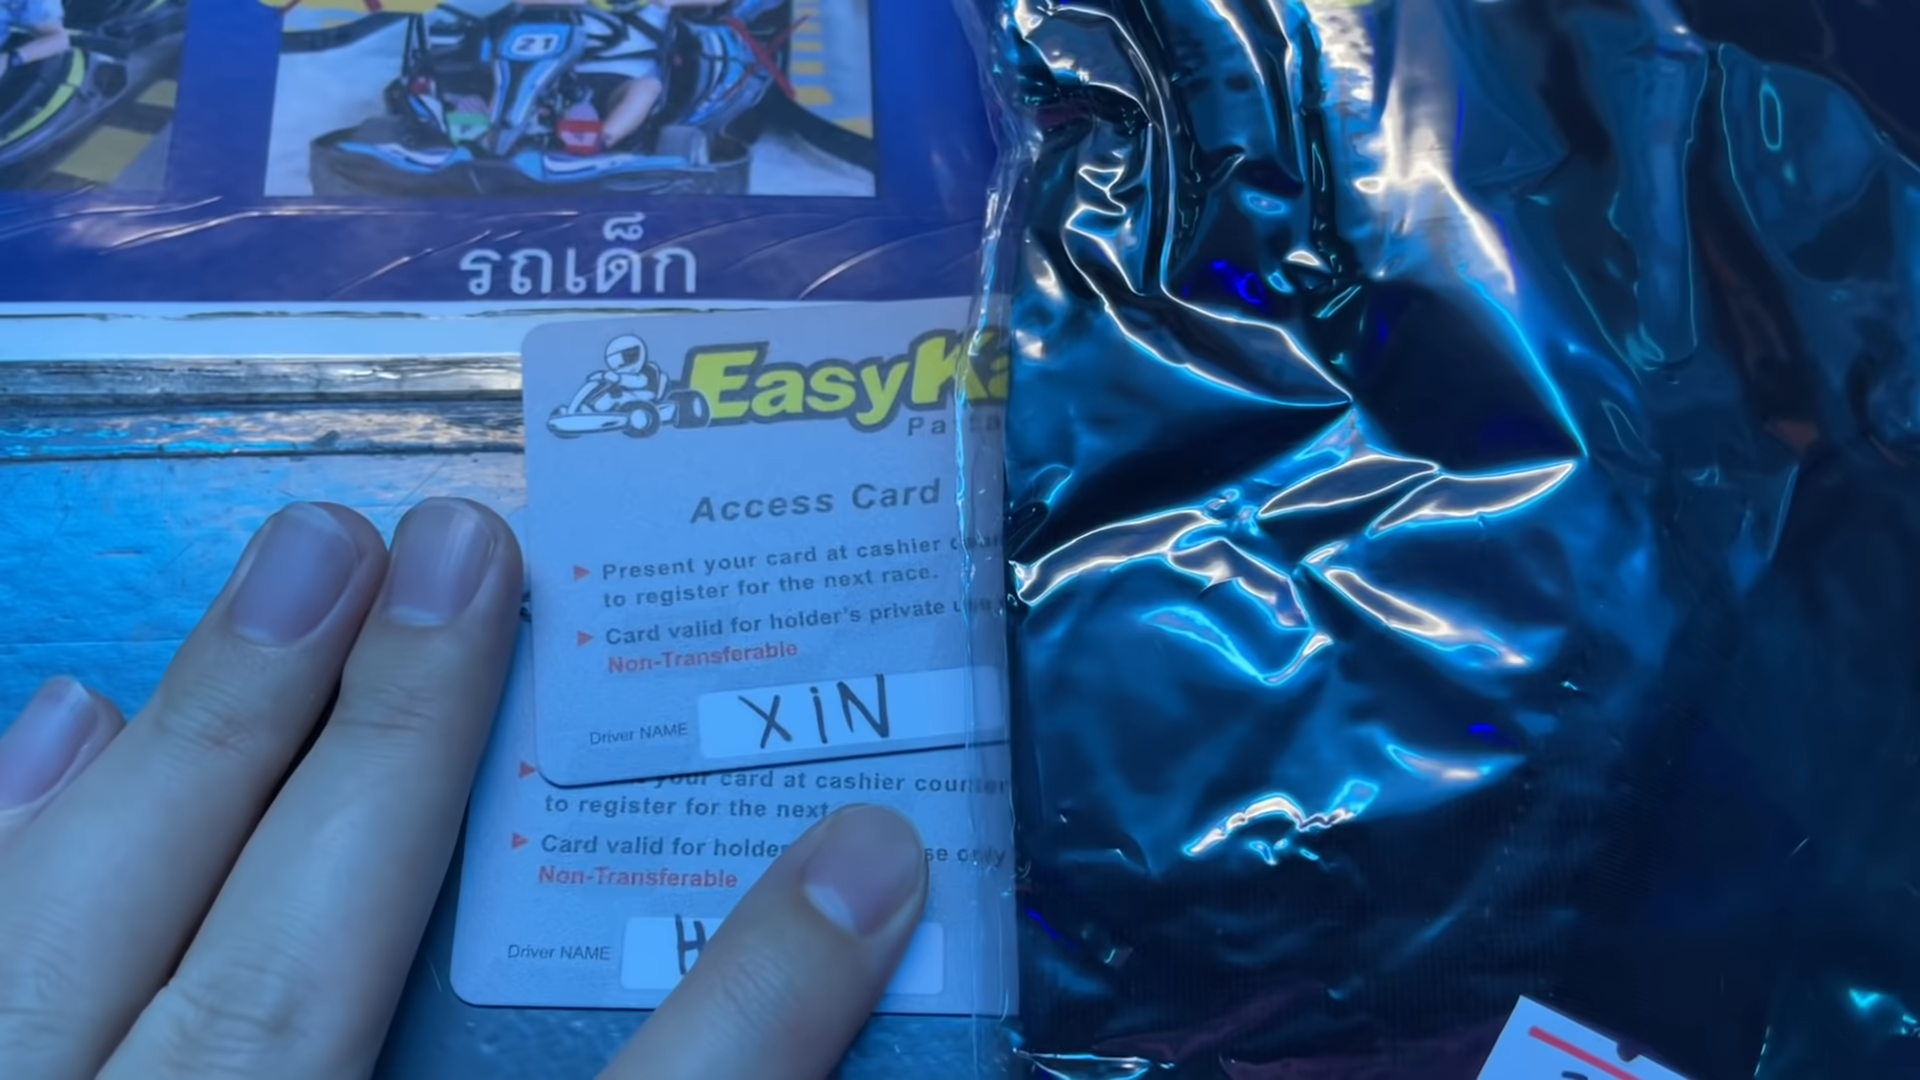 21
รถเด็ก
EasyK
Access Card
Present your card at cashier
to register for the next race.
Card valid for holder's private
Non-Transferable
Driver NAME XiN
your card at cashier counter
to register for the next
Card valid for
only
Non-Transferable
Driver NAME H